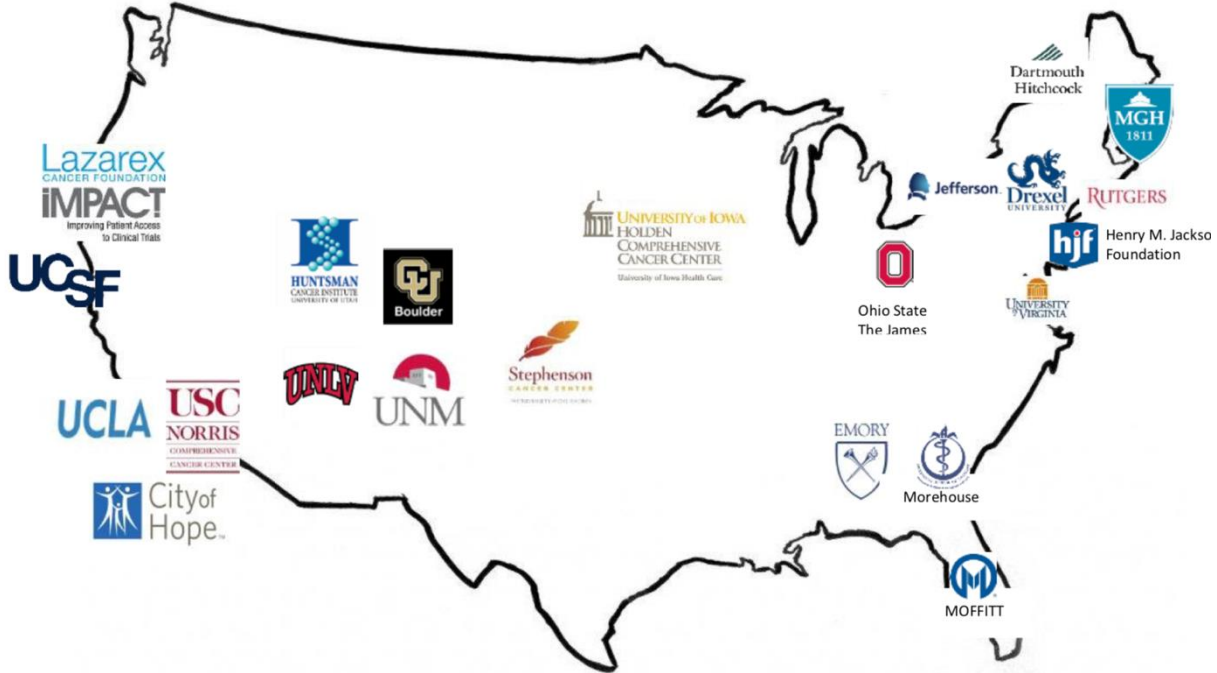 Dartmouth
Hitchcock
MGH
1811
Lazarex
CANCER FOUNDATION
iMPACT
Improving Patient Access
to Clinical Trials
Jefferson
Drexel
UNIVERSITY
RUTGERS
UCSF
HUNTSMAN
CANCER INSTITUTE
UNIVERSITY OF UTAH
CU
Boulder
UNIVERSITY OF IOWA
HOLDEN
COMPREHENSIVE
CANCER CENTER
University of Iowa Health Care
O
Ohio State
The James
hjf
Henry M. Jackso
Foundation
UNIVERSITY
of VIRGINIA
UNLV
UNM
Stephenson
CANCER CENTER
UCLA
USC
NORRIS
COMPREHENSIVE
CANCER CENTER
City of
Hope
TM
EMORY
Morehouse
M
MOFFITT